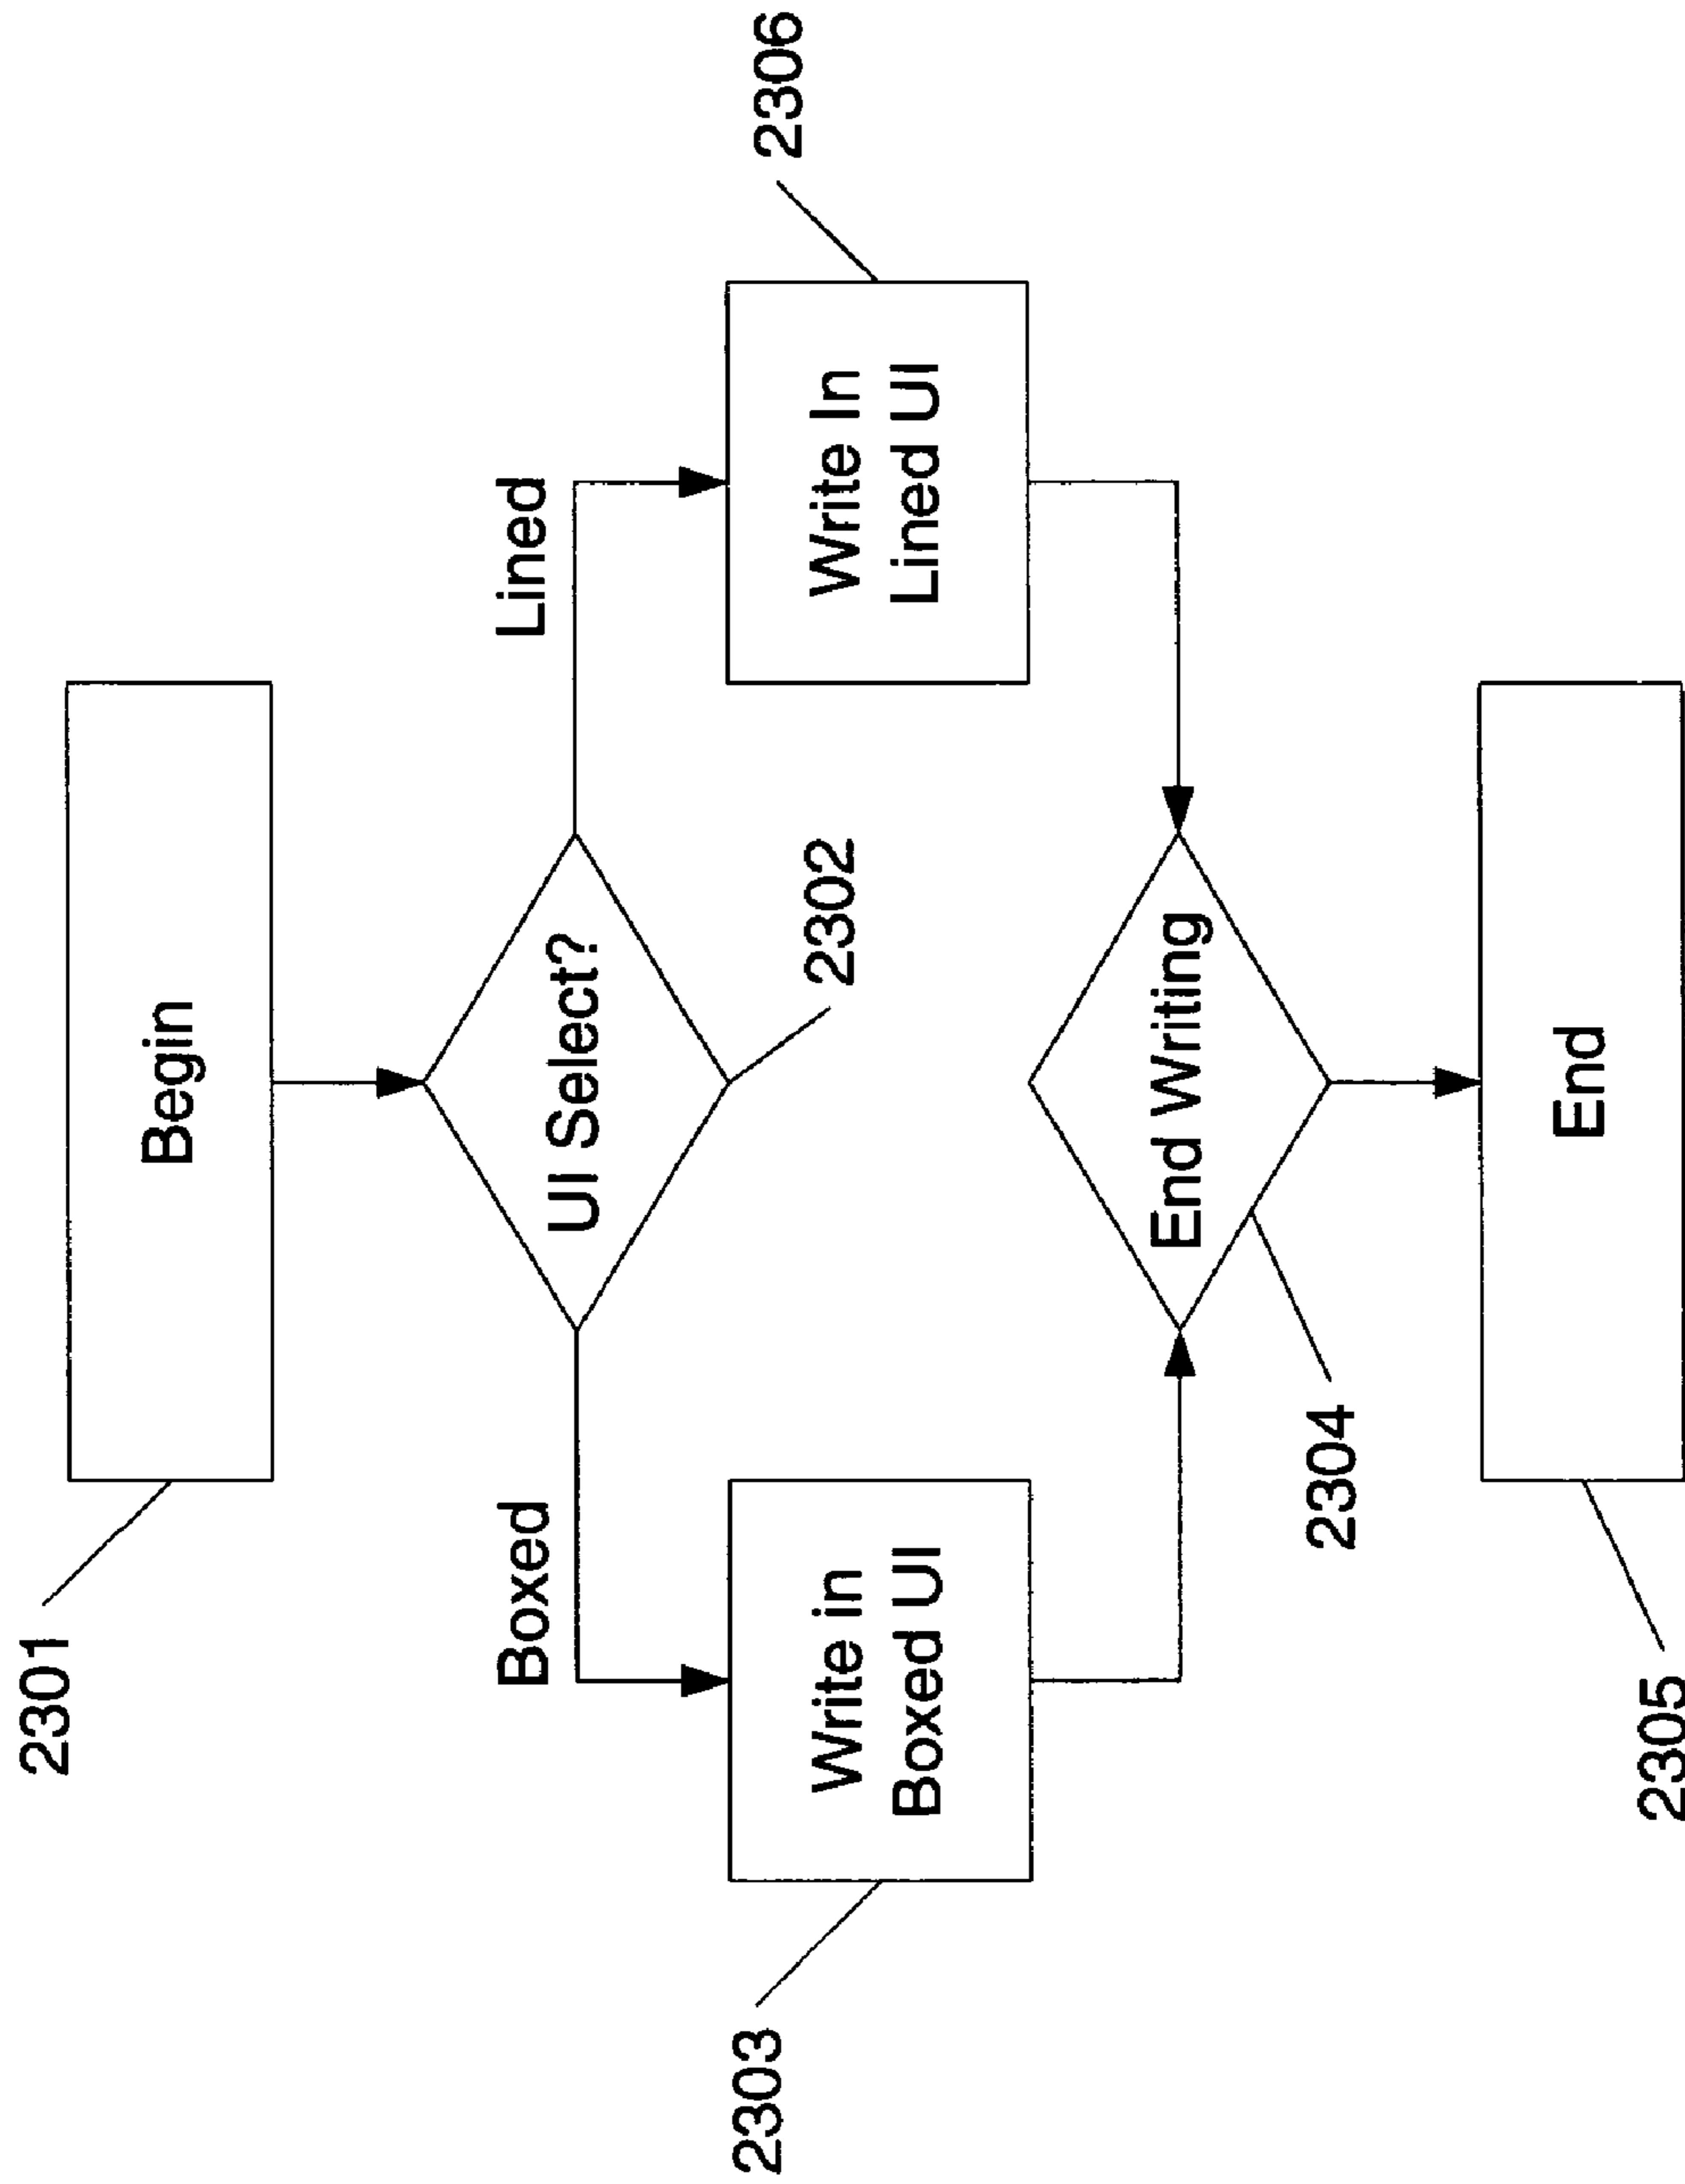 2301
Begin
UI Select?
2302
Boxed
Lined
2303
Write in
Boxed UI
Write In
Lined UI
2306
End Writing
2304
End
2305